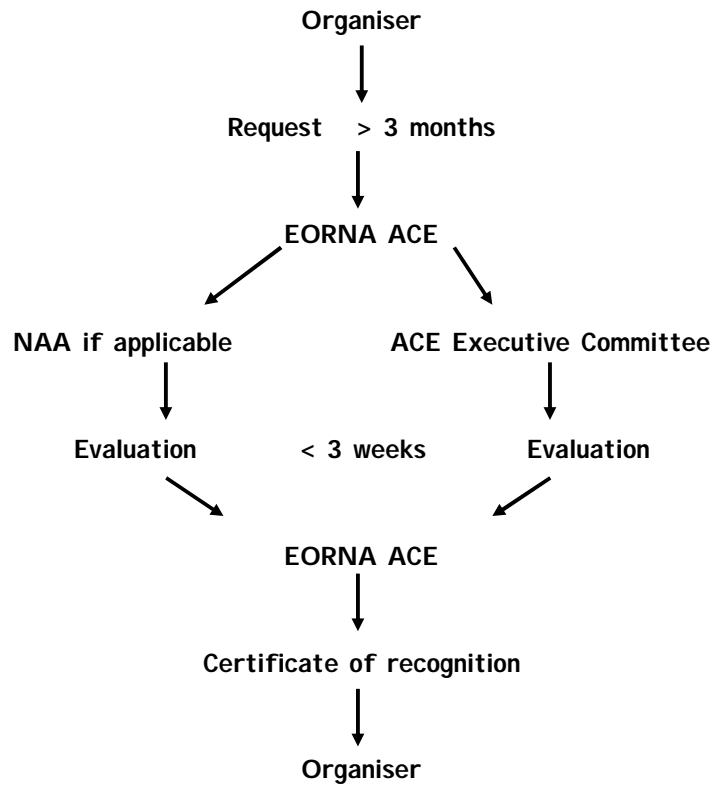 Organiser
Request > 3 months
EORNA ACE
NAA if applicable ACE Executive Committee
Evaluation < 3 weeks Evaluation
EORNA ACE
Certificate of recognition
Organiser